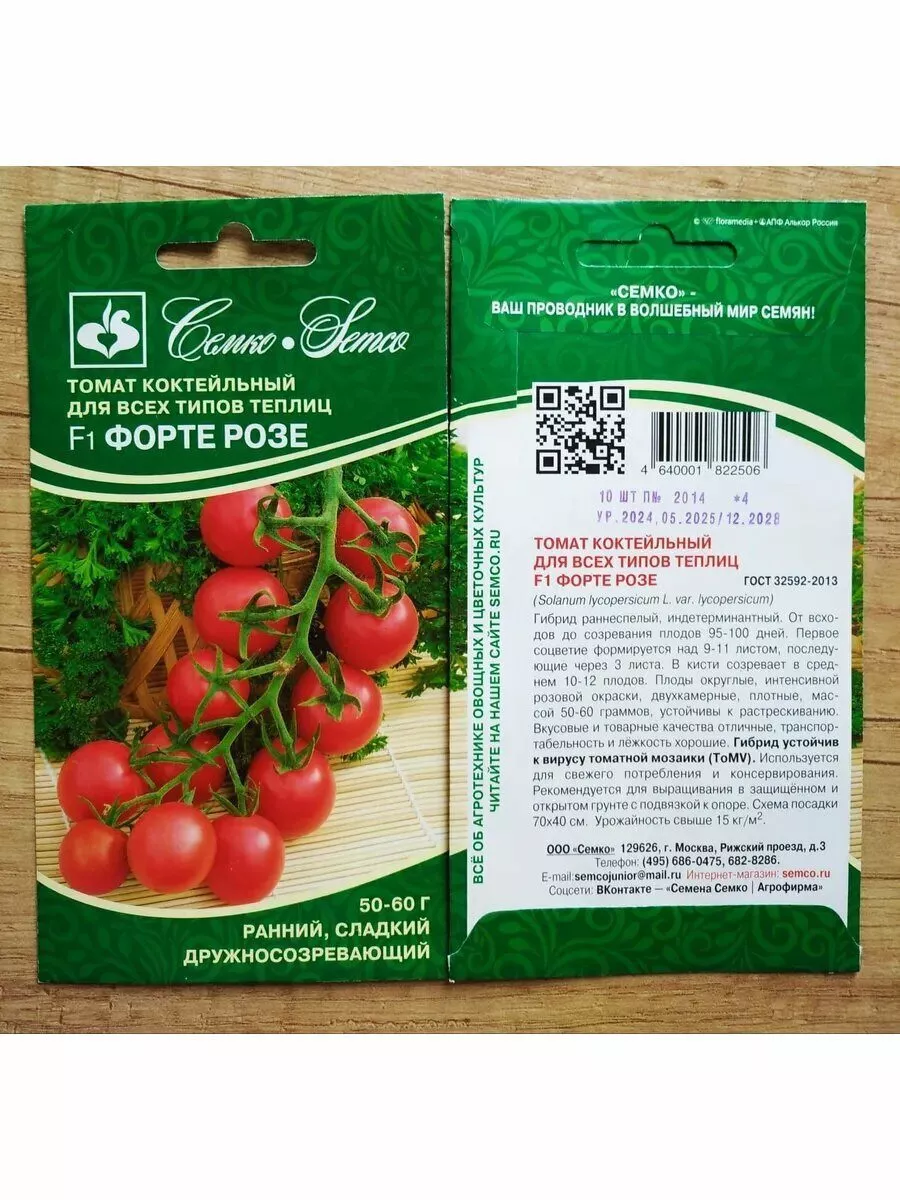 Семко • Semco
ТОМАТ КОКТЕЙЛЬНЫЙ
ДЛЯ ВСЕХ ТИПОВ ТЕПЛИЦ
F1 ФОРТЕ РОЗЕ
50-60 Г
РАННИЙ, СЛАДКИЙ
ДРУЖНОСОЗРЕВАЮЩИЙ
© floramedia + АПФ Алькор Россия
«СЕМКО» -
ВАШ ПРОВОДНИК В ВОЛШЕБНЫЙ МИР СЕМЯН!
4 640001 822506
10 ШТ П№ 2014 *4
УР.2024,05.2025/12.2028
ТОМАТ КОКТЕЙЛЬНЫЙ
ДЛЯ ВСЕХ ТИПОВ ТЕПЛИЦ
F1 ФОРТЕ РОЗЕ ГОСТ 32592-2013
(Solanum lycopersicum L. var. lycopersicum)
Гибрид раннеспелый, индетерминантный. От всхо-
дов до созревания плодов 95-100 дней. Первое
соцветие формируется над 9-11 листом, последу-
ющие через 3 листа. В кисти созревает в сред-
нем 10-12 плодов. Плоды округлые, интенсивной
розовой окраски, двухкамерные, плотные, мас-
сой 50-60 граммов, устойчивы к растрескиванию.
Вкусовые и товарные качества отличные, транспор-
табельность и лёжкость хорошие. Гибрид устойчив
к вирусу томатной мозаики (ToMV). Используется
для свежего потребления и консервирования.
Рекомендуется для выращивания в защищённом и
открытом грунте с подвязкой к опоре. Схема посадки
70х40 см. Урожайность свыше 15 кг/м².
ООО «Семко» 129626, г. Москва, Рижский проезд, д.3
Телефон: (495) 686-0475, 682-8286.
E-mail:semcojunior@mail.ru Интернет-магазин: semco.ru
Соцсети: ВКонтакте — «Семена Семко | Агрофирма»
ВСЁ ОБ АГРОТЕХНИКЕ ОВОЩНЫХ И ЦВЕТОЧНЫХ КУЛЬТУР
ЧИТАЙТЕ НА НАШЕМ САЙТЕ SEMCO.RU